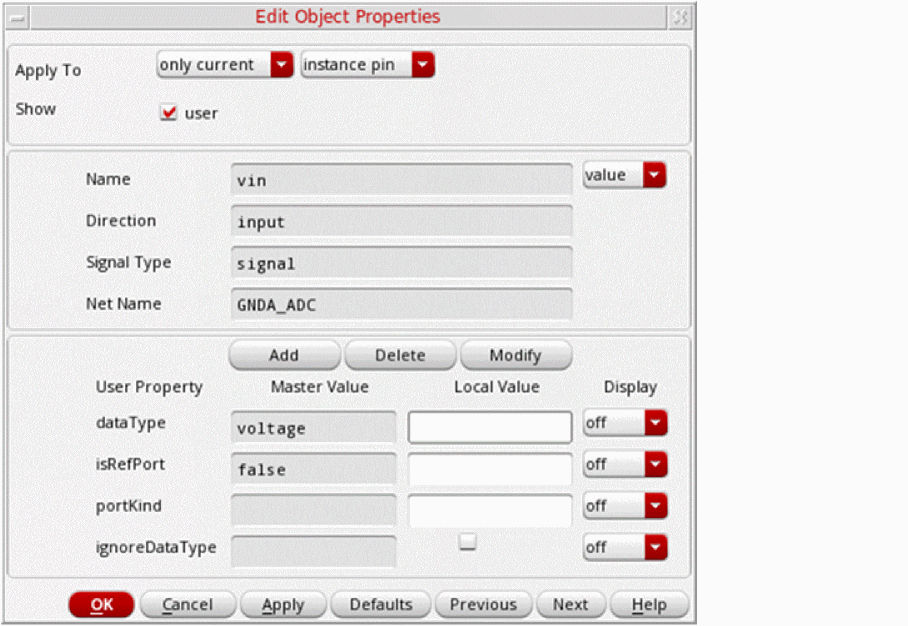 Edit Object Properties
Apply To only current instance pin
Show user
Name vin value
Direction input
Signal Type signal
Net Name GNDA_ADC
Add Delete Modify
User Property Master Value Local Value Display
dataType voltage off
isRefPort false off
portKind off
ignoreDataType off
OK Cancel Apply Defaults Previous Next Help